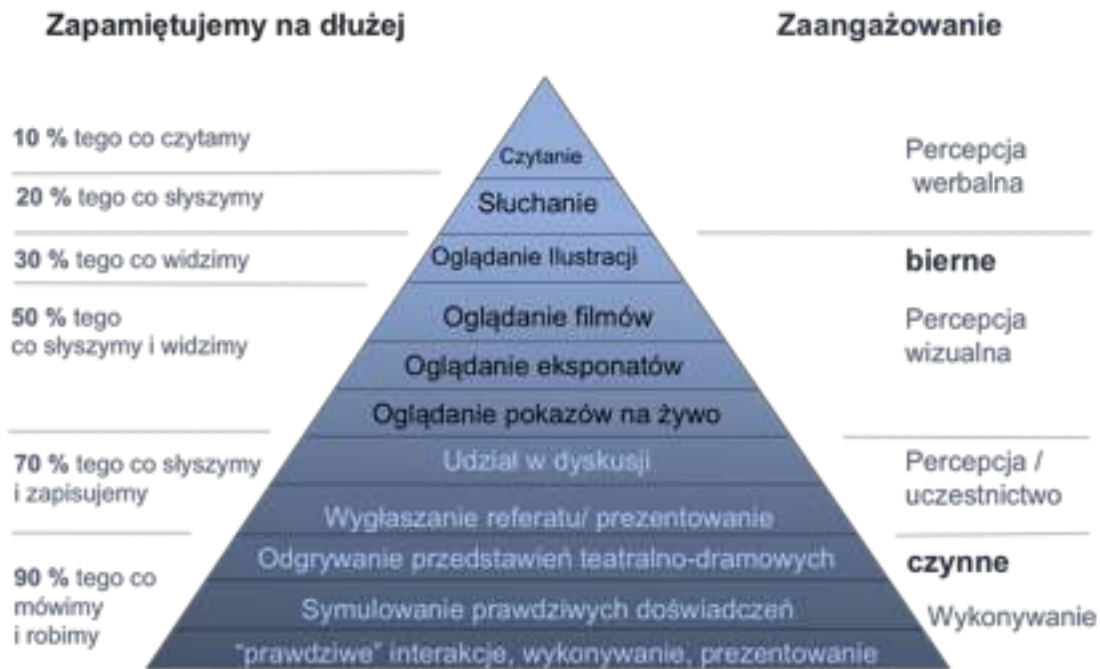 Zapamiętujemy na dłużej
Zaangażowanie
10 % tego co czytamy
20 % tego co słyszymy
30 % tego co widzimy
50 % tego
co słyszymy i widzimy
70 % tego co słyszymy
i zapisujemy
90 % tego co
mówimy
i robimy
Czytanie
Słuchanie
Oglądanie Ilustracji
Oglądanie filmów
Oglądanie eksponatów
Oglądanie pokazów na żywo
Udział w dyskusji
Wygłaszanie referatu/ prezentowanie
Odgrywanie przedstawień teatralno-dramowych
Symulowanie prawdziwych doświadczeń
"prawdziwe" interakcje, wykonywanie, prezentowanie
Percepcja
werbalna
bierne
Percepcja
wizualna
Percepcja /
uczestnictwo
czynne
Wykonywanie